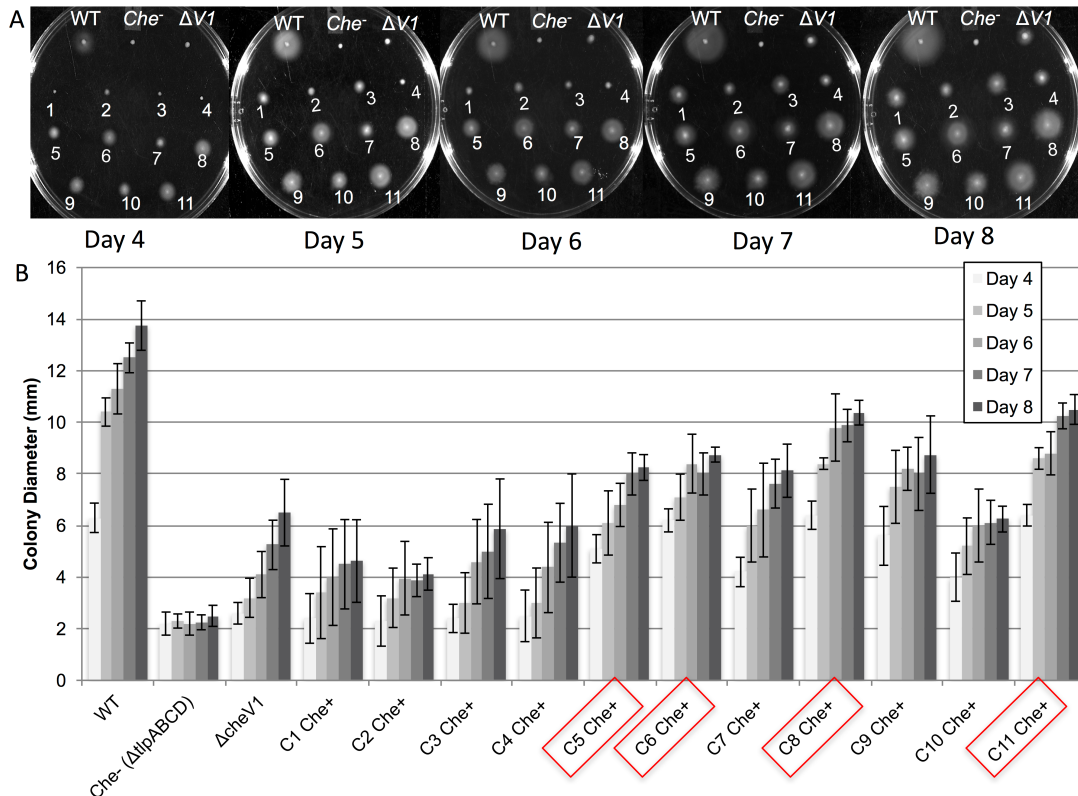 A
WT Che- ΔV1
1 2 3 4
5 6 7 8
9 10 11
WT Che- ΔV1
1 2 3 4
5 6 7 8
9 10 11
WT Che- ΔV1
1 2 3 4
5 6 7 8
9 10 11
WT Che- ΔV1
1 2 3 4
5 6 7 8
9 10 11
WT Che- ΔV1
1 2 3 4
5 6 7 8
9 10 11
Day 4 Day 5 Day 6 Day 7 Day 8
B
Colony Diameter (mm)
16
14
12
10
8
6
4
2
0
Day 4
Day 5
Day 6
Day 7
Day 8
WT
Che- (ΔtlpABCD)
ΔcheV1
C1 Che+
C2 Che+
C3 Che+
C4 Che+
C5 Che+
C6 Che+
C7 Che+
C8 Che+
C9 Che+
C10 Che+
C11 Che+